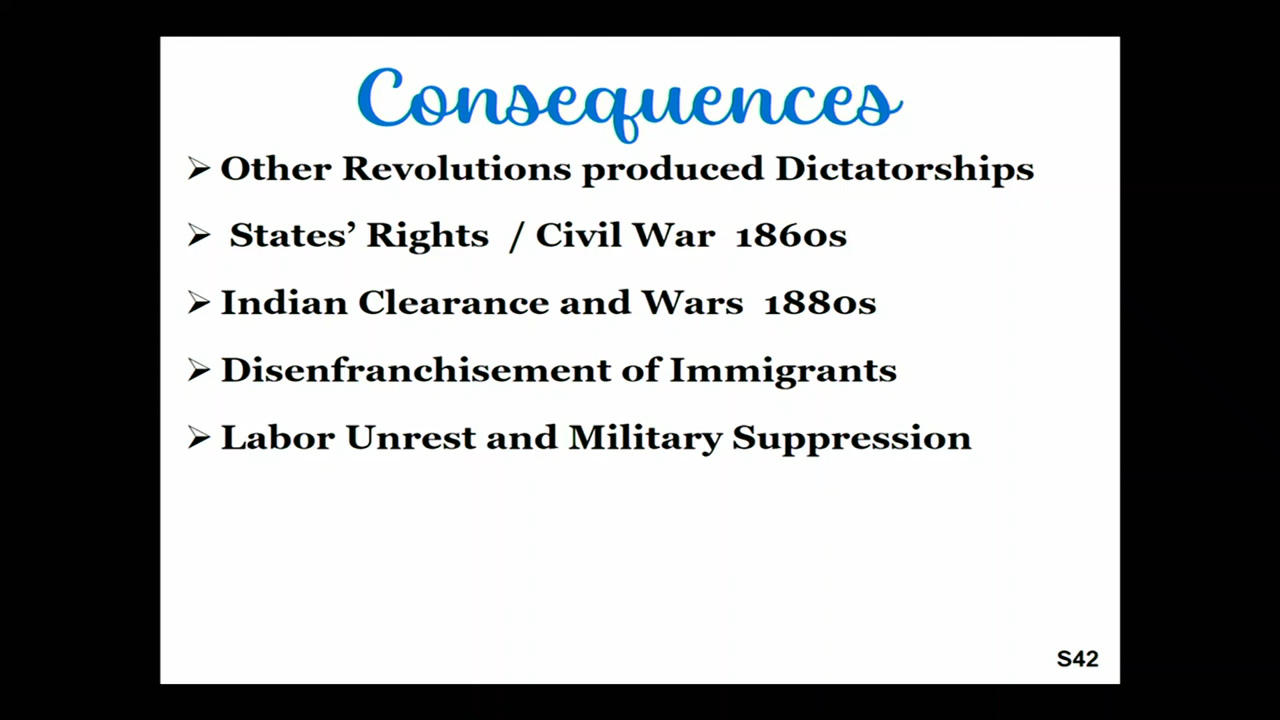 Consequences
➢ Other Revolutions produced Dictatorships
➢ States’ Rights / Civil War 1860s
➢ Indian Clearance and Wars 1880s
➢ Disenfranchisement of Immigrants
➢ Labor Unrest and Military Suppression
S42